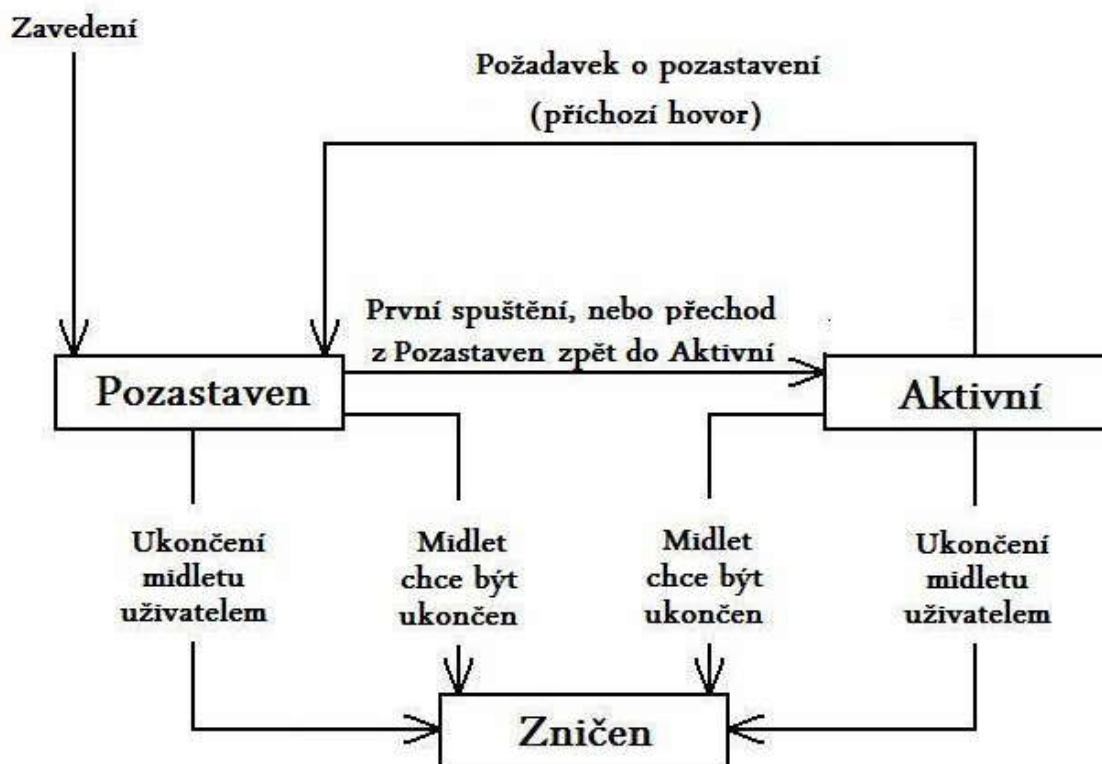 Zavedení
Požadavek o pozastavení
(příchozí hovor)
První spuštění, nebo přechod
z Pozastaven zpět do Aktivní
Pozastaven
Aktivní
Ukončení
midletu
uživatelem
Midlet
chce být
ukončen
Midlet
chce být
ukončen
Ukončení
midletu
uživatelem
Zničen